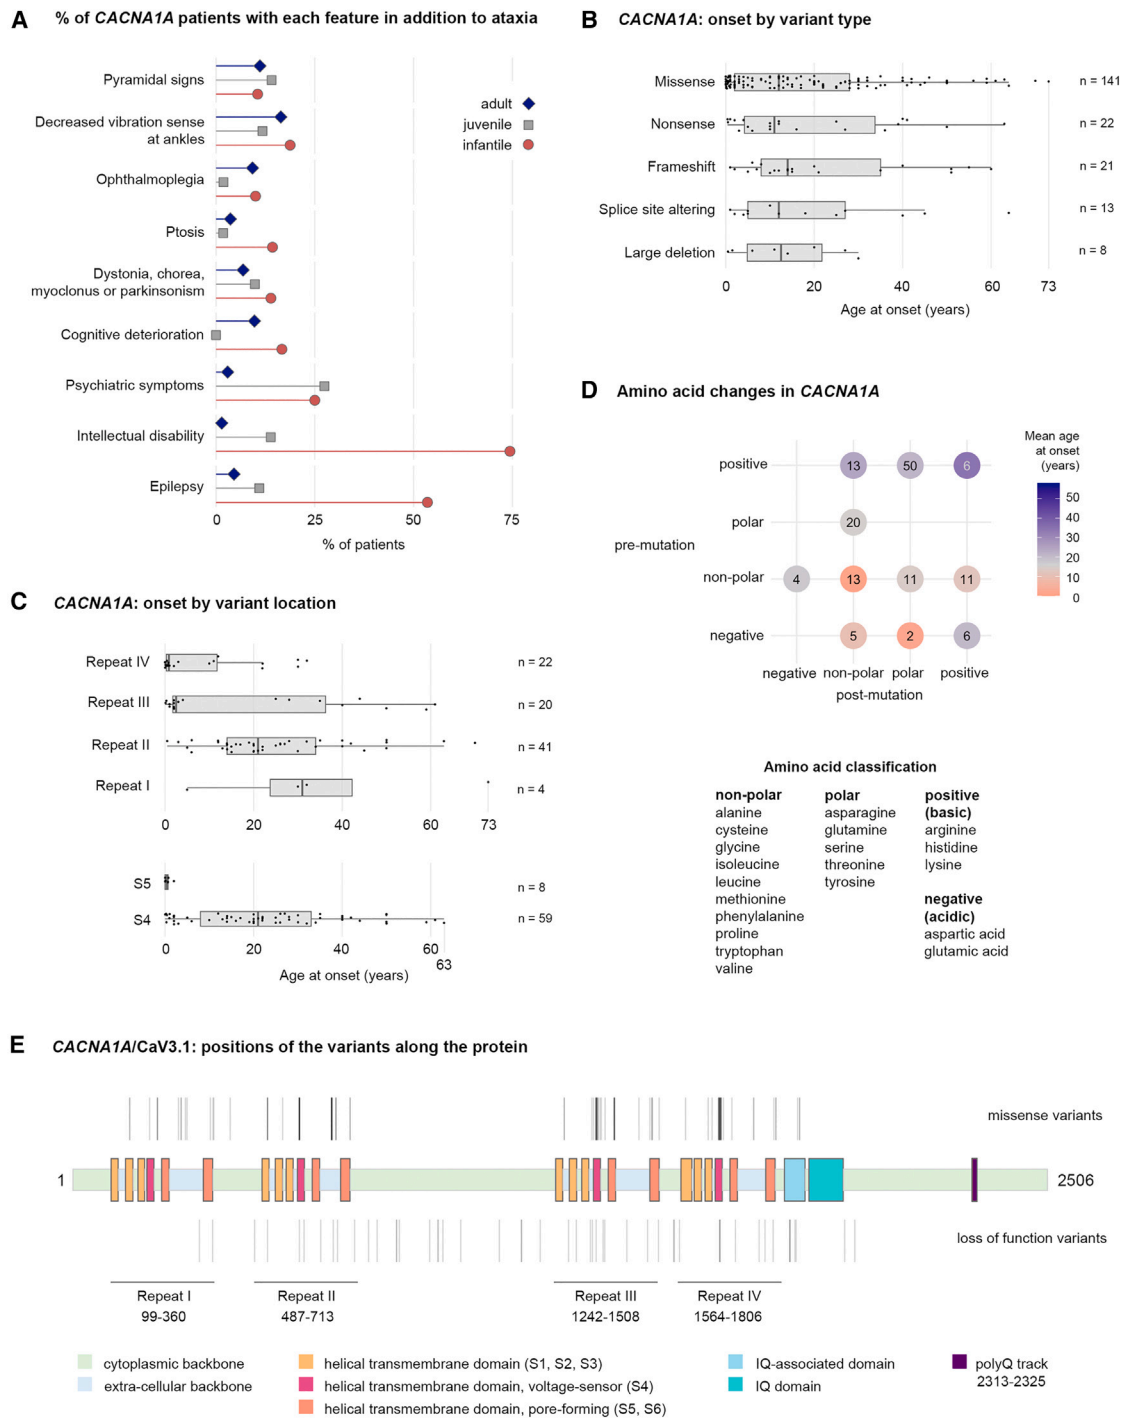 A % of CACNA1A patients with each feature in addition to ataxia
Pyramidal signs
Decreased vibration sense
at ankles
Ophthalmoplegia
Ptosis
Dystonia, chorea,
myoclonus or parkinsonism
Cognitive deterioration
Psychiatric symptoms
Intellectual disability
Epilepsy
adult
juvenile
infantile
0 25 50 75
% of patients
B CACNA1A: onset by variant type
Missense n = 141
Nonsense n = 22
Frameshift n = 21
Splice site altering n = 13
Large deletion n = 8
0 20 40 60 73
Age at onset (years)
C CACNA1A: onset by variant location
Repeat IV n = 22
Repeat III n = 20
Repeat II n = 41
Repeat I n = 4
0 20 40 60 73
S5 n = 8
S4 n = 59
0 20 40 60
63
Age at onset (years)
D Amino acid changes in CACNA1A
positive 13 50 6
polar 20
pre-mutation
non-polar 4 13 11 11
negative 5 2 6
negative non-polar polar positive
post-mutation
Mean age
at onset
(years)
50
40
30
20
10
0
Amino acid classification
non-polar
alanine
cysteine
glycine
isoleucine
leucine
methionine
phenylalanine
proline
tryptophan
valine
polar
asparagine
glutamine
serine
threonine
tyrosine
positive
(basic)
arginine
histidine
lysine
negative
(acidic)
aspartic acid
glutamic acid
E CACNA1A/CaV3.1: positions of the variants along the protein
missense variants
1 2506
loss of function variants
Repeat I Repeat II Repeat III Repeat IV
99-360 487-713 1242-1508 1564-1806
cytoplasmic backbone
extra-cellular backbone
helical transmembrane domain (S1, S2, S3)
helical transmembrane domain, voltage-sensor (S4)
helical transmembrane domain, pore-forming (S5, S6)
IQ-associated domain
IQ domain
polyQ track
2313-2325